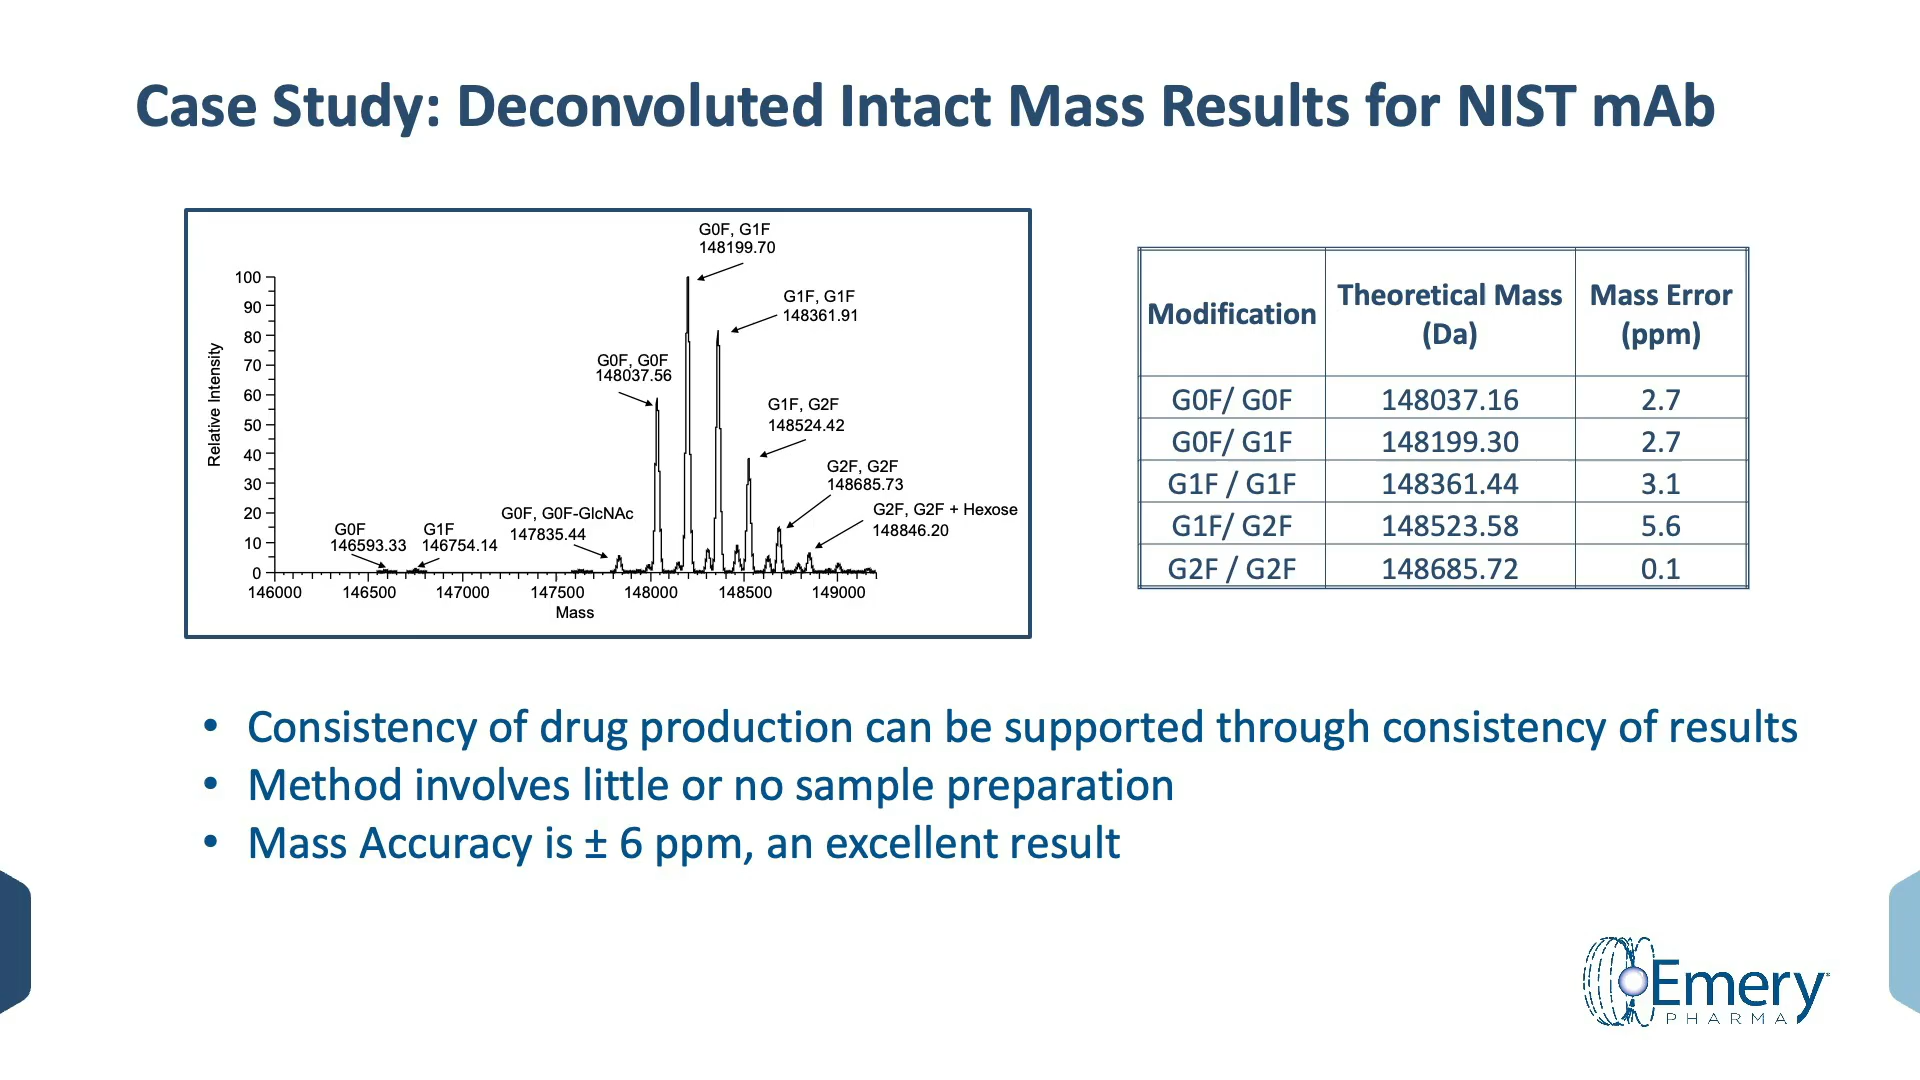 Case Study: Deconvoluted Intact Mass Results for NIST mAb
G0F, G1F
148199.70
G1F, G1F
148361.91
G0F, G0F
148037.56
G1F, G2F
148524.42
G2F, G2F
148685.73
G2F, G2F + Hexose
148846.20
G0F, G0F-GlcNAc
147835.44
G0F
146593.33
G1F
146754.14
Relative Intensity
100
90
80
70
60
50
40
30
20
10
0
146000 146500 147000 147500 148000 148500 149000
Mass
Modification Theoretical Mass (Da) Mass Error (ppm)
G0F/ G0F 148037.16 2.7
G0F/ G1F 148199.30 2.7
G1F / G1F 148361.44 3.1
G1F/ G2F 148523.58 5.6
G2F / G2F 148685.72 0.1
• Consistency of drug production can be supported through consistency of results
• Method involves little or no sample preparation
• Mass Accuracy is ± 6 ppm, an excellent result
Emery
PHARMA